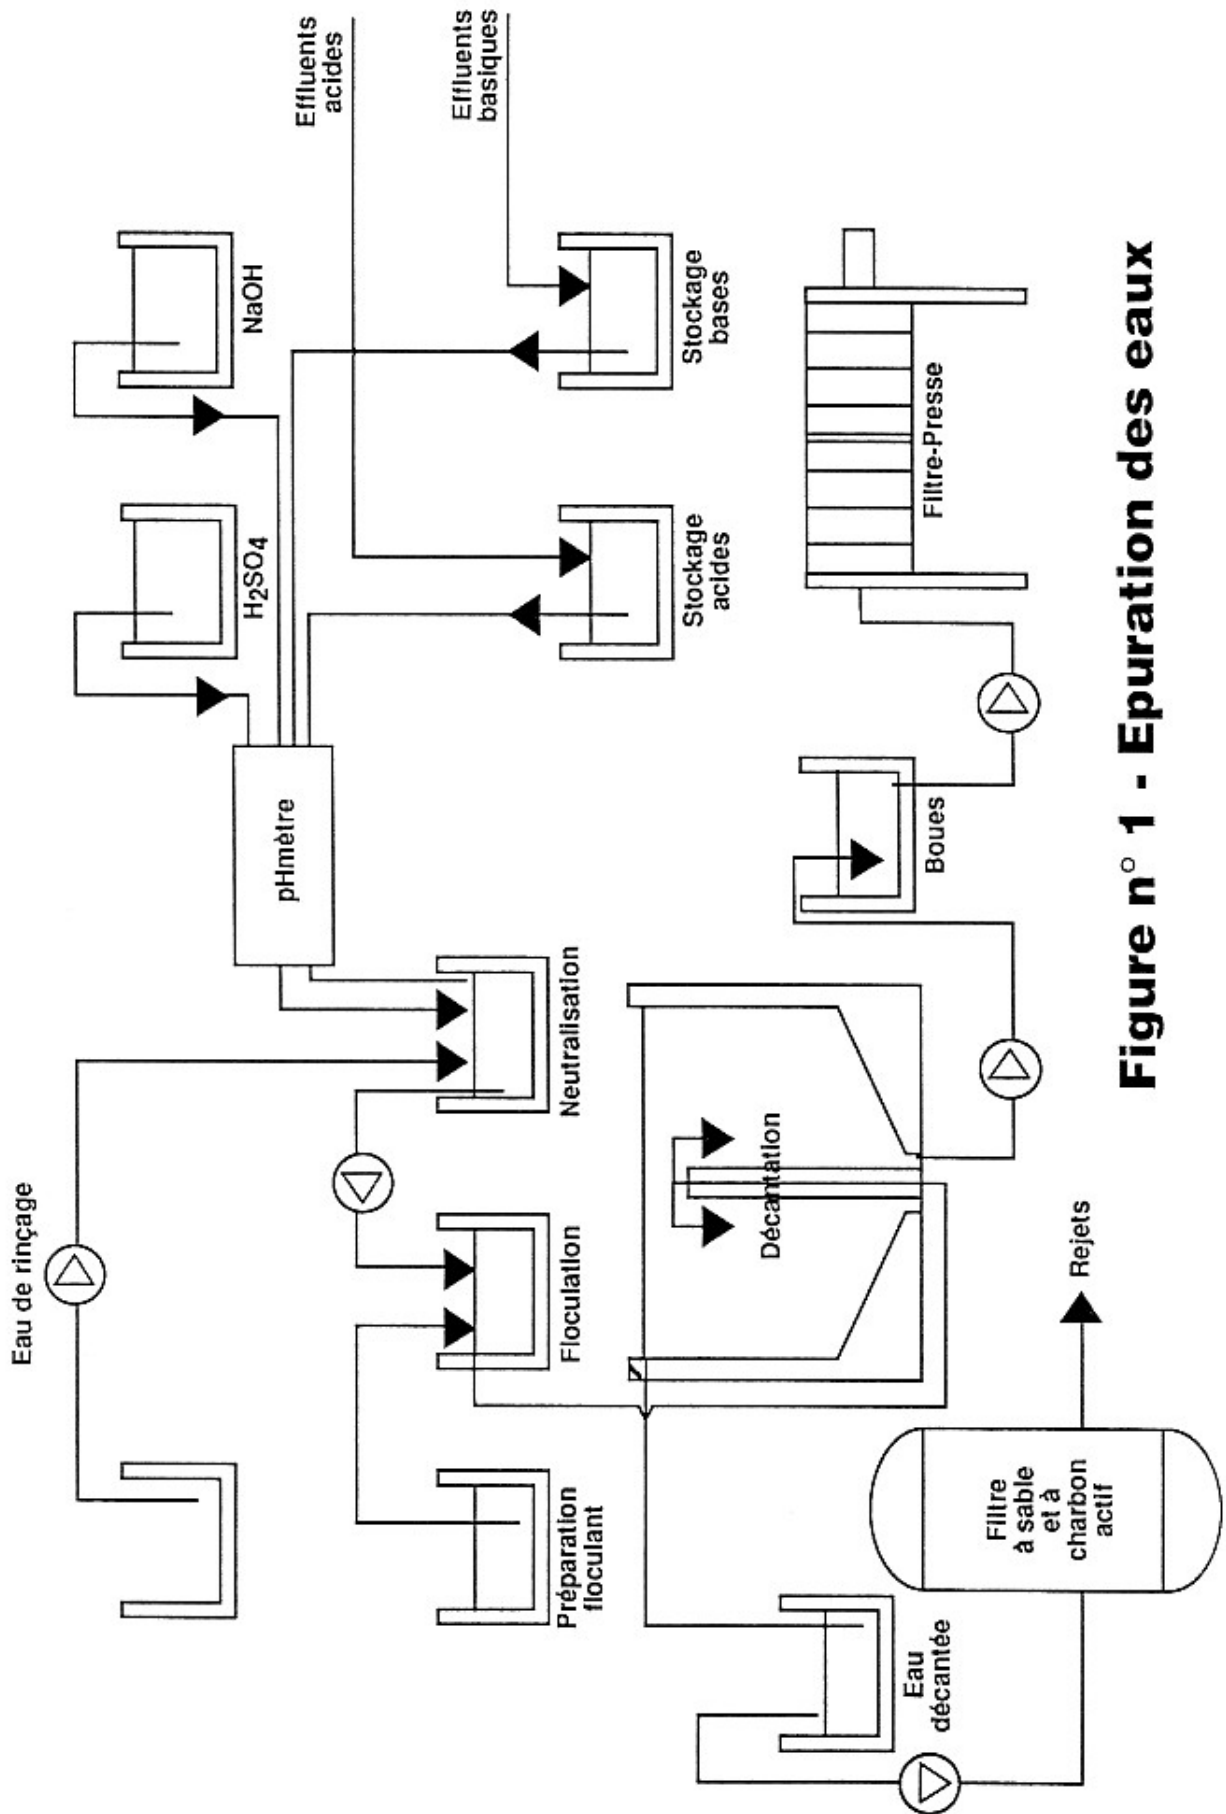 Eau de rinçage
H2SO4
NaOH
Effluents
acides
Effluents
basiques
pHmètre
Préparation
floculant
Floculation
Neutralisation
Stockage
acides
Stockage
bases
Décantation
Eau
décantée
Filtre
à sable
et à
charbon
actif
Rejets
Boues
Filtre-Presse
Figure n° 1 - Epuration des eaux